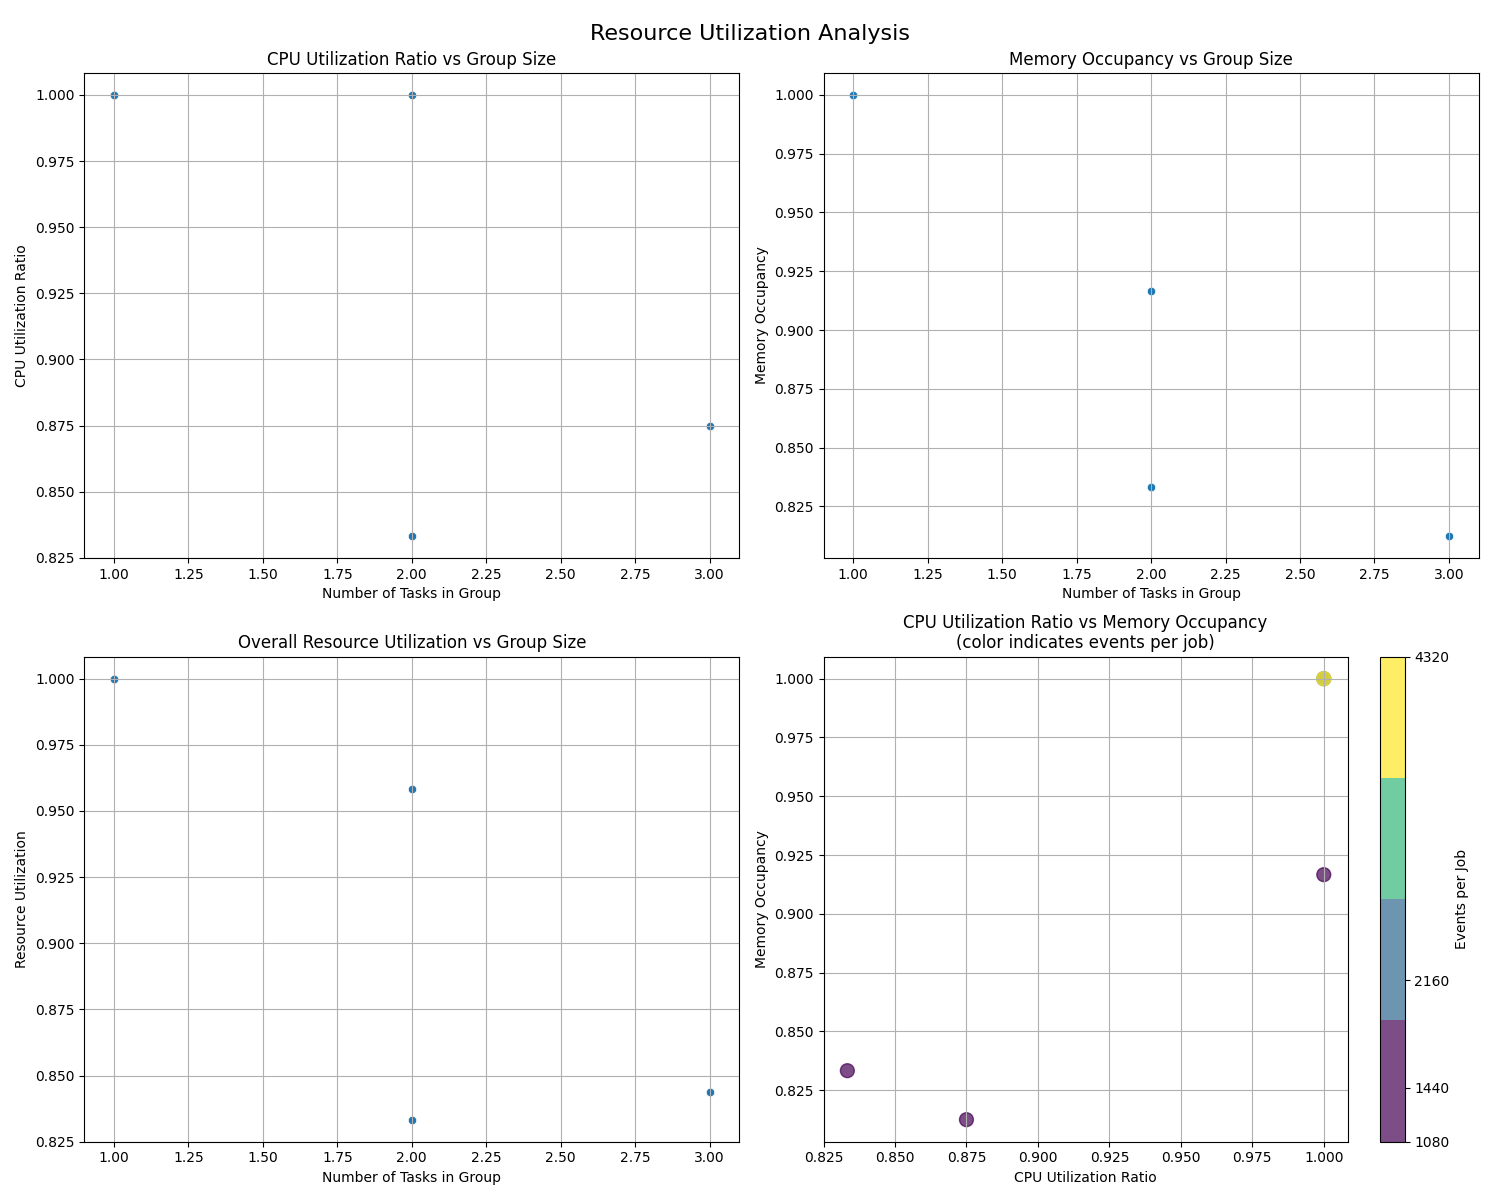 Resource Utilization Analysis
CPU Utilization Ratio vs Group Size
1.000
0.975
0.950
0.925
0.900
0.875
0.850
0.825
CPU Utilization Ratio
1.00 1.25 1.50 1.75 2.00 2.25 2.50 2.75 3.00
Number of Tasks in Group
Memory Occupancy vs Group Size
1.000
0.975
0.950
0.925
0.900
0.875
0.850
0.825
Memory Occupancy
1.00 1.25 1.50 1.75 2.00 2.25 2.50 2.75 3.00
Number of Tasks in Group
Overall Resource Utilization vs Group Size
1.000
0.975
0.950
0.925
0.900
0.875
0.850
0.825
Resource Utilization
1.00 1.25 1.50 1.75 2.00 2.25 2.50 2.75 3.00
Number of Tasks in Group
CPU Utilization Ratio vs Memory Occupancy
(color indicates events per job)
1.000
0.975
0.950
0.925
0.900
0.875
0.850
0.825
Memory Occupancy
0.825 0.850 0.875 0.900 0.925 0.950 0.975 1.000
CPU Utilization Ratio
4320
2160
1440
1080
Events per Job